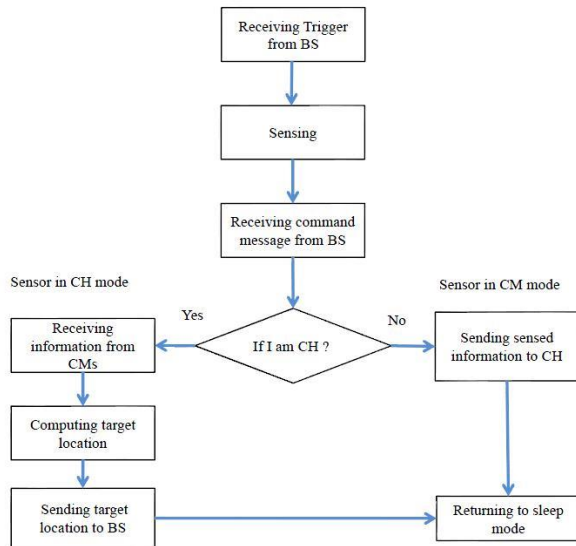 Receiving Trigger
from BS
Sensing
Receiving command
message from BS
Sensor in CH mode
Sensor in CM mode
Yes
No
If I am CH ?
Receiving
information from
CMs
Sending sensed
information to CH
Computing target
location
Sending target
location to BS
Returning to sleep
mode